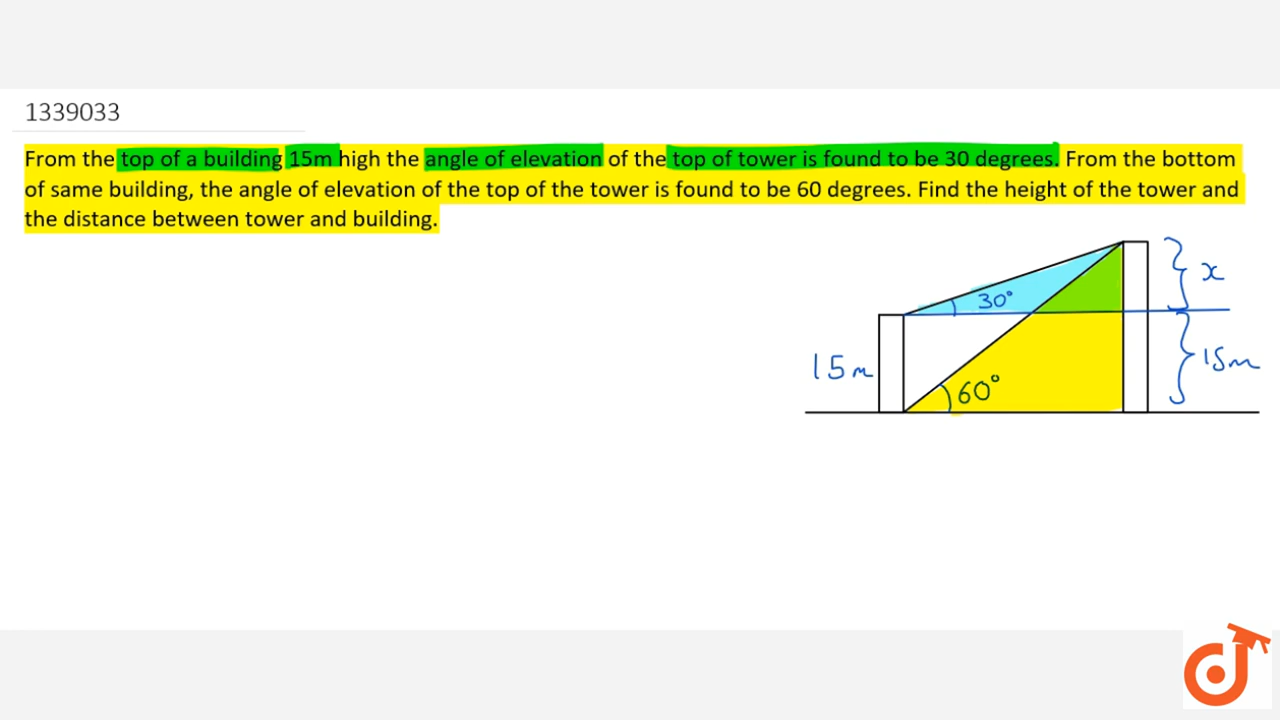 1339033
From the top of a building 15m high the angle of elevation of the top of tower is found to be 30 degrees. From the bottom
of same building, the angle of elevation of the top of the tower is found to be 60 degrees. Find the height of the tower and
the distance between tower and building.
x
30°
15m
15m
60°